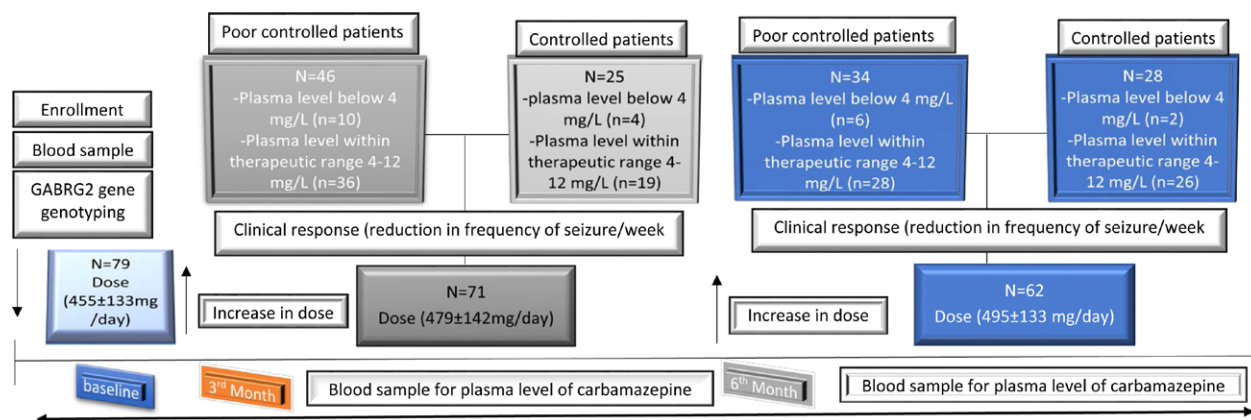 Enrollment
Blood sample
GABRG2 gene
genotyping
N=79
Dose
(455±133mg
/day)
baseline
Poor controlled patients
N=46
-Plasma level below 4
mg/L (n=10)
-Plasma level within
therapeutic range 4-12
mg/L (n=36)
Controlled patients
N=25
-plasma level below 4
mg/L (n=4)
-Plasma level within
therapeutic range 4-
12 mg/L (n=19)
Clinical response (reduction in frequency of seizure/week
Increase in dose
N=71
Dose (479±142mg/day)
3rd Month
Blood sample for plasma level of carbamazepine
Poor controlled patients
N=34
-Plasma level below 4 mg/L
(n=6)
-Plasma level within
therapeutic range 4-12
mg/L (n=28)
Controlled patients
N=28
-Plasma level below 4
mg/L (n=2)
-Plasma level within
therapeutic range 4-
12 mg/L (n=26)
Clinical response (reduction in frequency of seizure/week
Increase in dose
N=62
Dose (495±133 mg/day)
6th Month
Blood sample for plasma level of carbamazepine